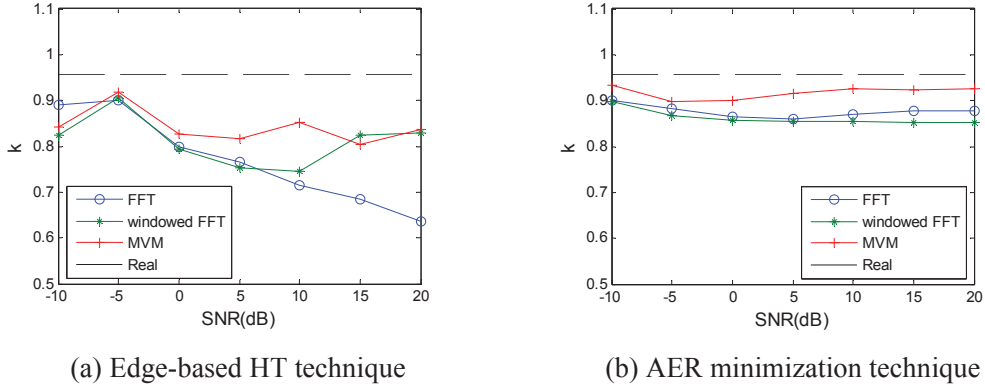 1.1
1
0.9
0.8
0.7
0.6
0.5
k
-10 -5 0 5 10 15 20
SNR(dB)
FFT
windowed FFT
MVM
Real
(a) Edge-based HT technique
1.1
1
0.9
0.8
0.7
0.6
0.5
k
-10 -5 0 5 10 15 20
SNR(dB)
FFT
windowed FFT
MVM
Real
(b) AER minimization technique